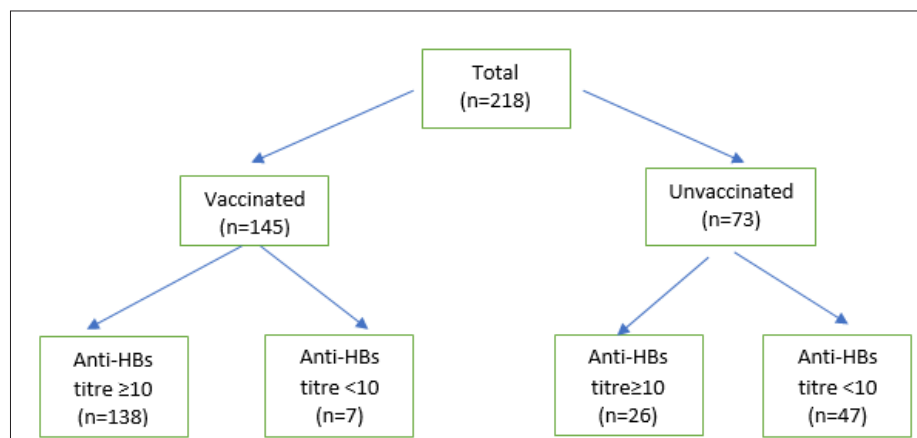 Total
(n=218)
Vaccinated
(n=145)
Unvaccinated
(n=73)
Anti-HBs
titre ≥10
(n=138)
Anti-HBs
titre <10
(n=7)
Anti-HBs
titre≥10
(n=26)
Anti-HBs
titre <10
(n=47)